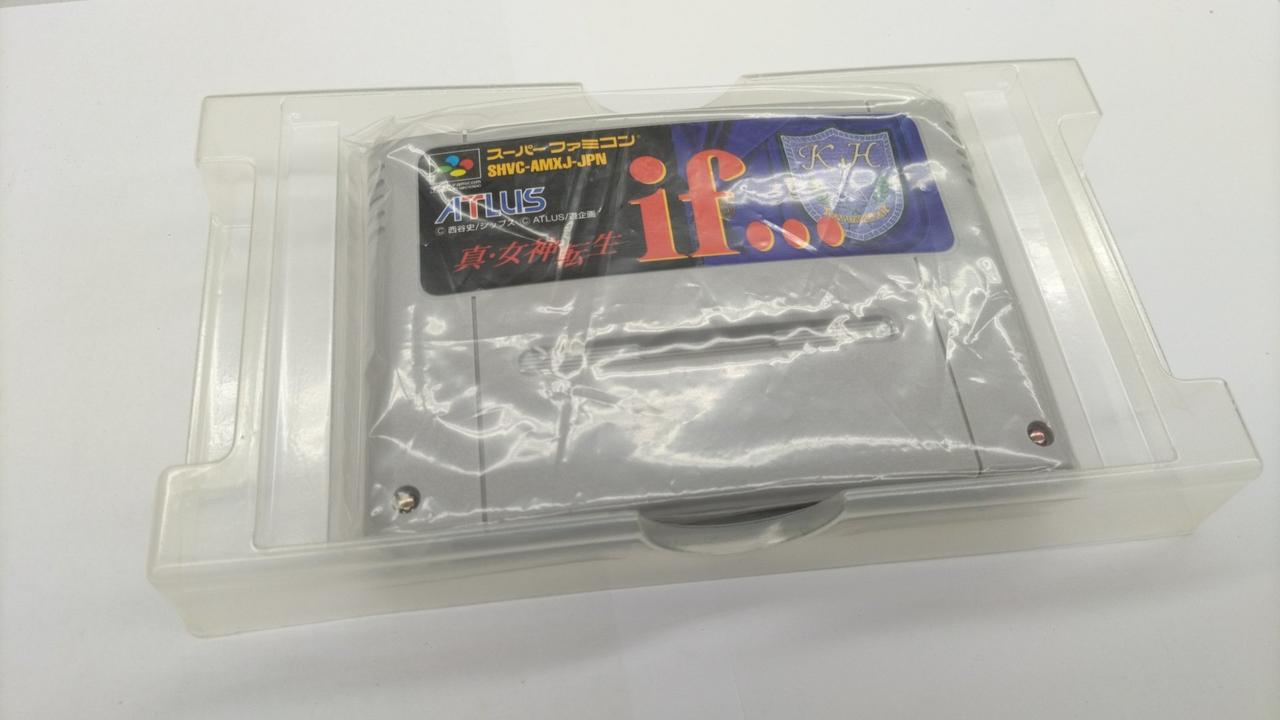 スーパーファミコン
SHVC-AMXJ-JPN
ATLUS
© 西谷史/シップス © ATLUS/遊企画
真・女神転生
if...
K H